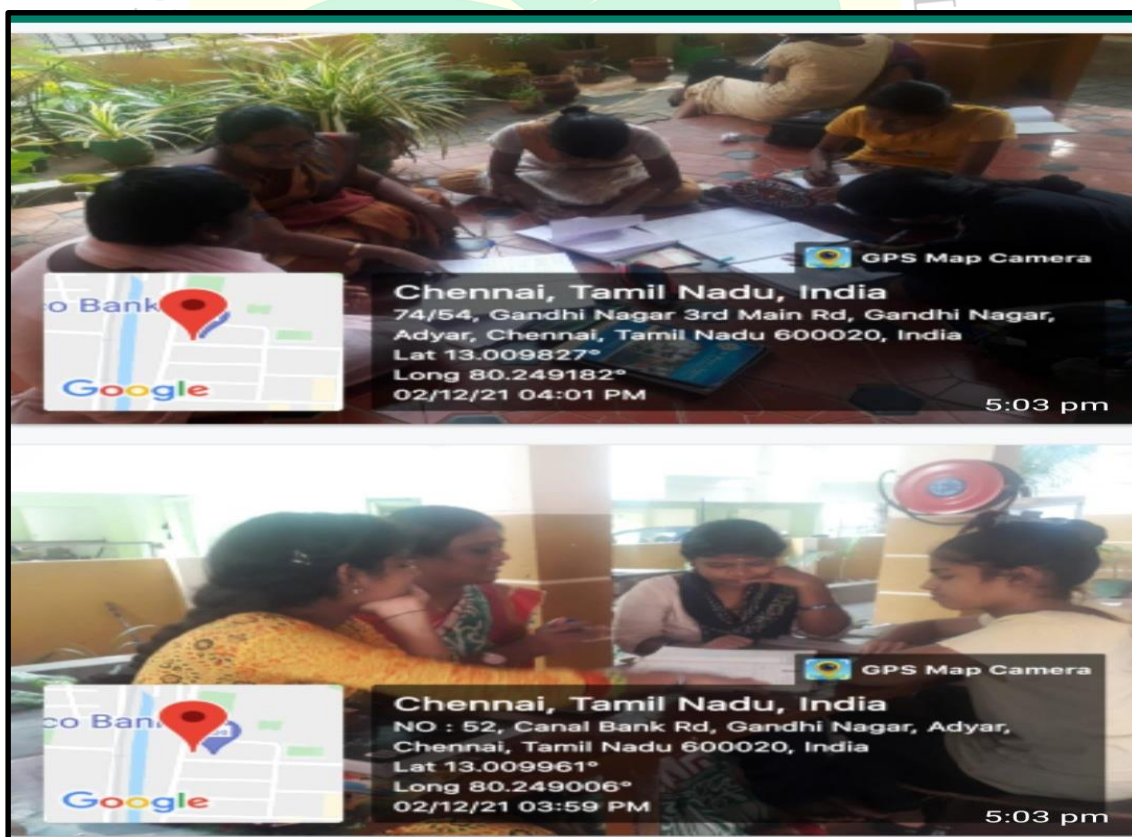 GPS Map Camera
co Bank
Chennai, Tamil Nadu, India
74/54, Gandhi Nagar 3rd Main Rd, Gandhi Nagar,
Adyar, Chennai, Tamil Nadu 600020, India
Lat 13.009827°
Long 80.249182°
02/12/21 04:01 PM
Google
5:03 pm
GPS Map Camera
co Ban
Chennai, Tamil Nadu, India
NO : 52, Canal Bank Rd, Gandhi Nagar, Adyar,
Chennai, Tamil Nadu 600020, India
Lat 13.009961°
Long 80.249006°
02/12/21 03:59 PM
Google
5:03 pm